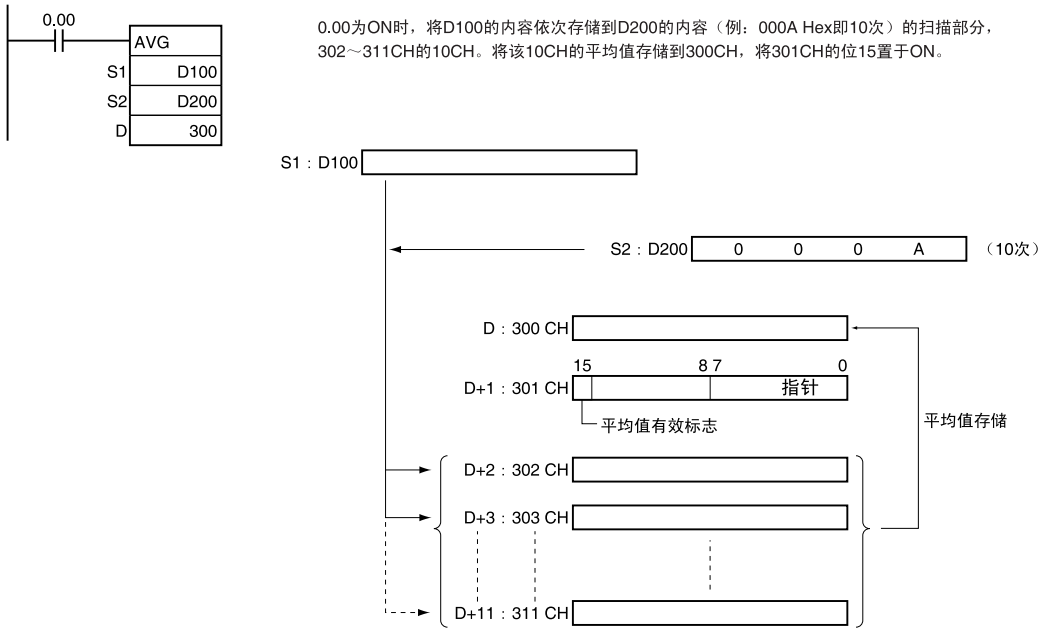 0.00
AVG
S1 D100
S2 D200
D 300
0.00为ON时，将D100的内容依次存储到D200的内容（例：000A Hex即10次）的扫描部分，
302～311CH的10CH。将该10CH的平均值存储到300CH，将301CH的位15置于ON。
S1：D100
S2：D200 0 0 0 A （10次）
D：300 CH
15 8 7 0
D+1：301 CH 指针
平均值有效标志
平均值存储
D+2：302 CH
D+3：303 CH
D+11：311 CH